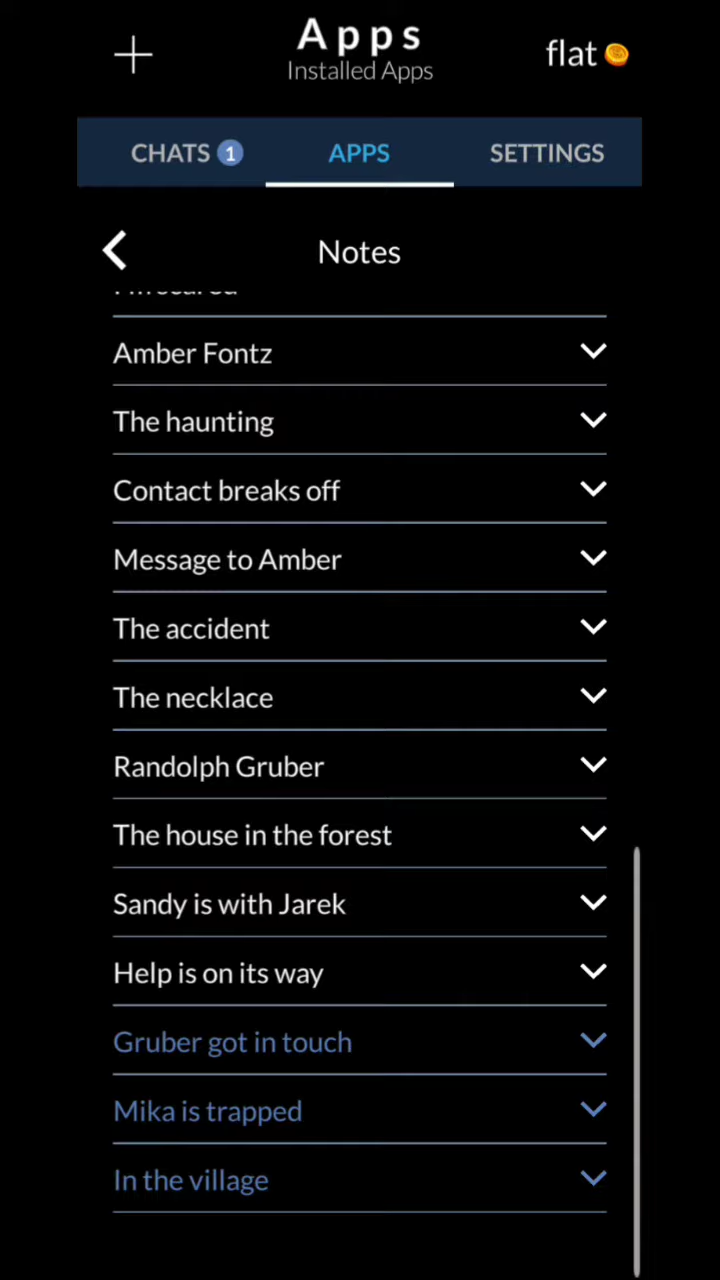 Apps
Installed Apps
flat
CHATS 1
APPS
SETTINGS
Notes
Amber Fontz
The haunting
Contact breaks off
Message to Amber
The accident
The necklace
Randolph Gruber
The house in the forest
Sandy is with Jarek
Help is on its way
Gruber got in touch
Mika is trapped
In the village